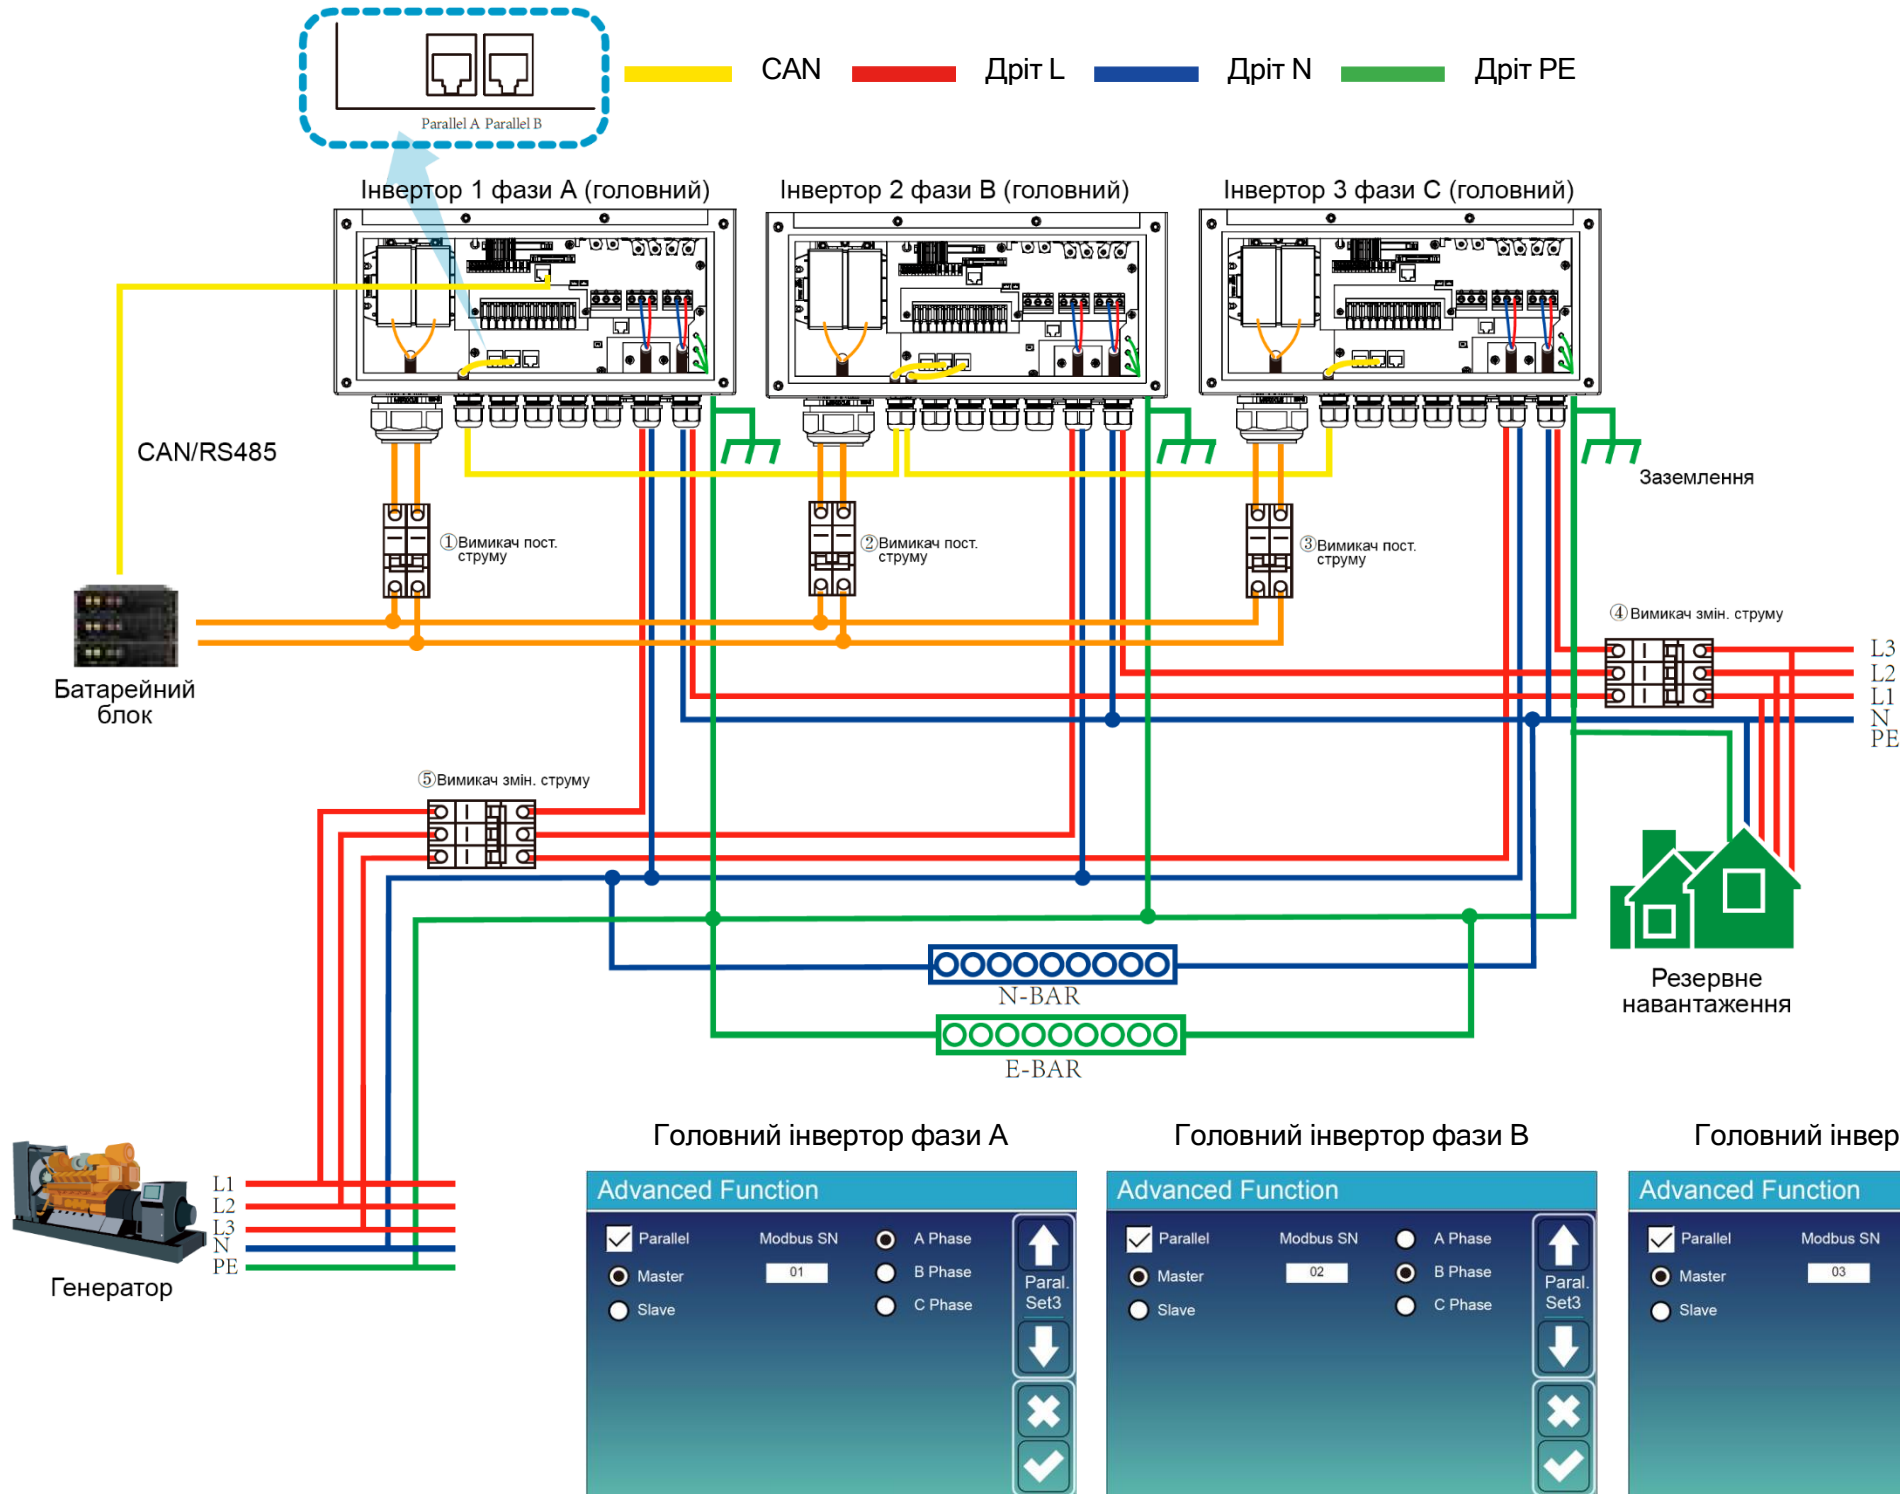 Parallel A Parallel B
CAN
Дріт L
Дріт N
Дріт PE
Інвертор 1 фази A (головний)
Інвертор 2 фази B (головний)
Інвертор 3 фази C (головний)
CAN/RS485
Заземлення
①Вимикач пост.
струму
②Вимикач пост.
струму
③Вимикач пост.
струму
④Вимикач змін. струму
L3
L2
L1
N
PE
Батарейний
блок
⑤Вимикач змін. струму
N-BAR
E-BAR
Резервне
навантаження
L1
L2
L3
N
PE
Генератор
Головний інвертор фази A
Advanced Function
Parallel
Modbus SN
A Phase
Master
01
B Phase
Slave
C Phase
Paral.
Set3
Головний інвертор фази B
Advanced Function
Parallel
Modbus SN
A Phase
Master
02
B Phase
Slave
C Phase
Paral.
Set3
Головний інвер
Advanced Function
Parallel
Modbus SN
Master
03
Slave